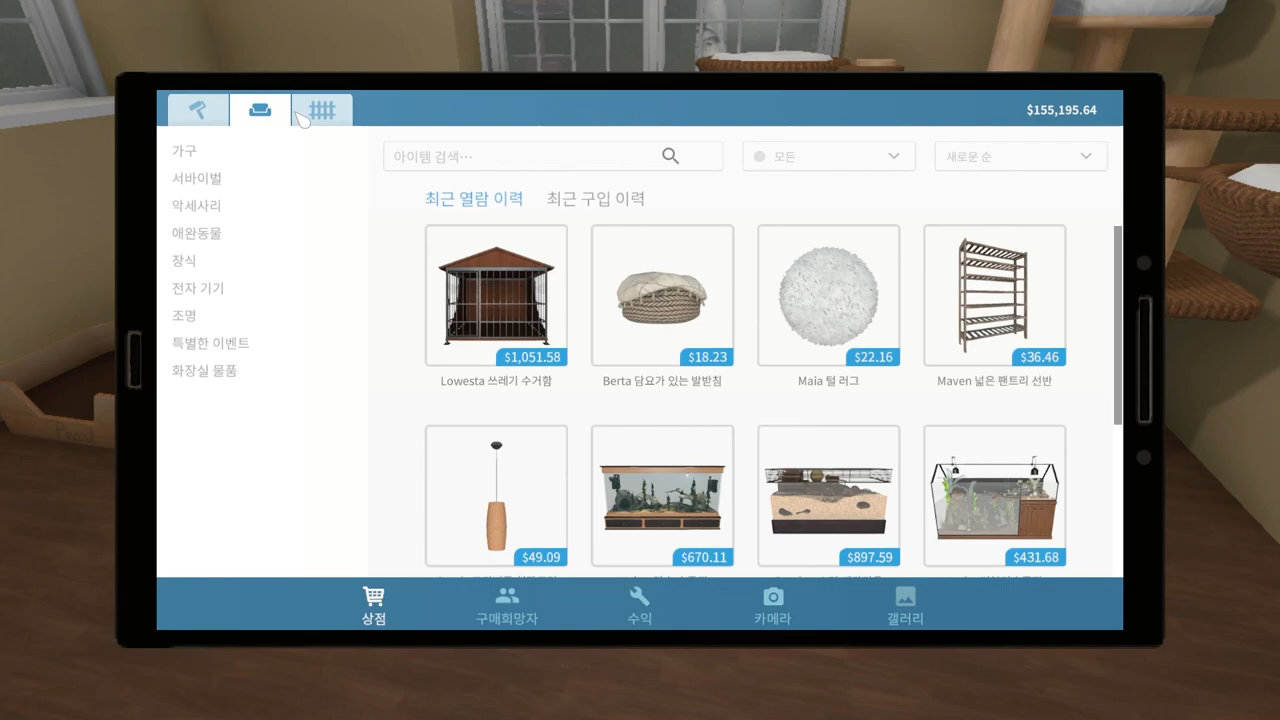 $155,195.64
가구
서바이벌
악세사리
애완동물
장식
전자 기기
조명
특별한 이벤트
화장실 물품
아이템 검색…
모든
새로운 순
최근 열람 이력
최근 구입 이력
$1,051.58
$18.23
$22.16
$36.46
Lowesta 쓰레기 수거함
Berta 담요가 있는 발받침
Maia 털 러그
Maven 넓은 팬트리 선반
$49.09
$670.11
$897.59
$431.68
상점
구매희망자
수익
카메라
갤러리